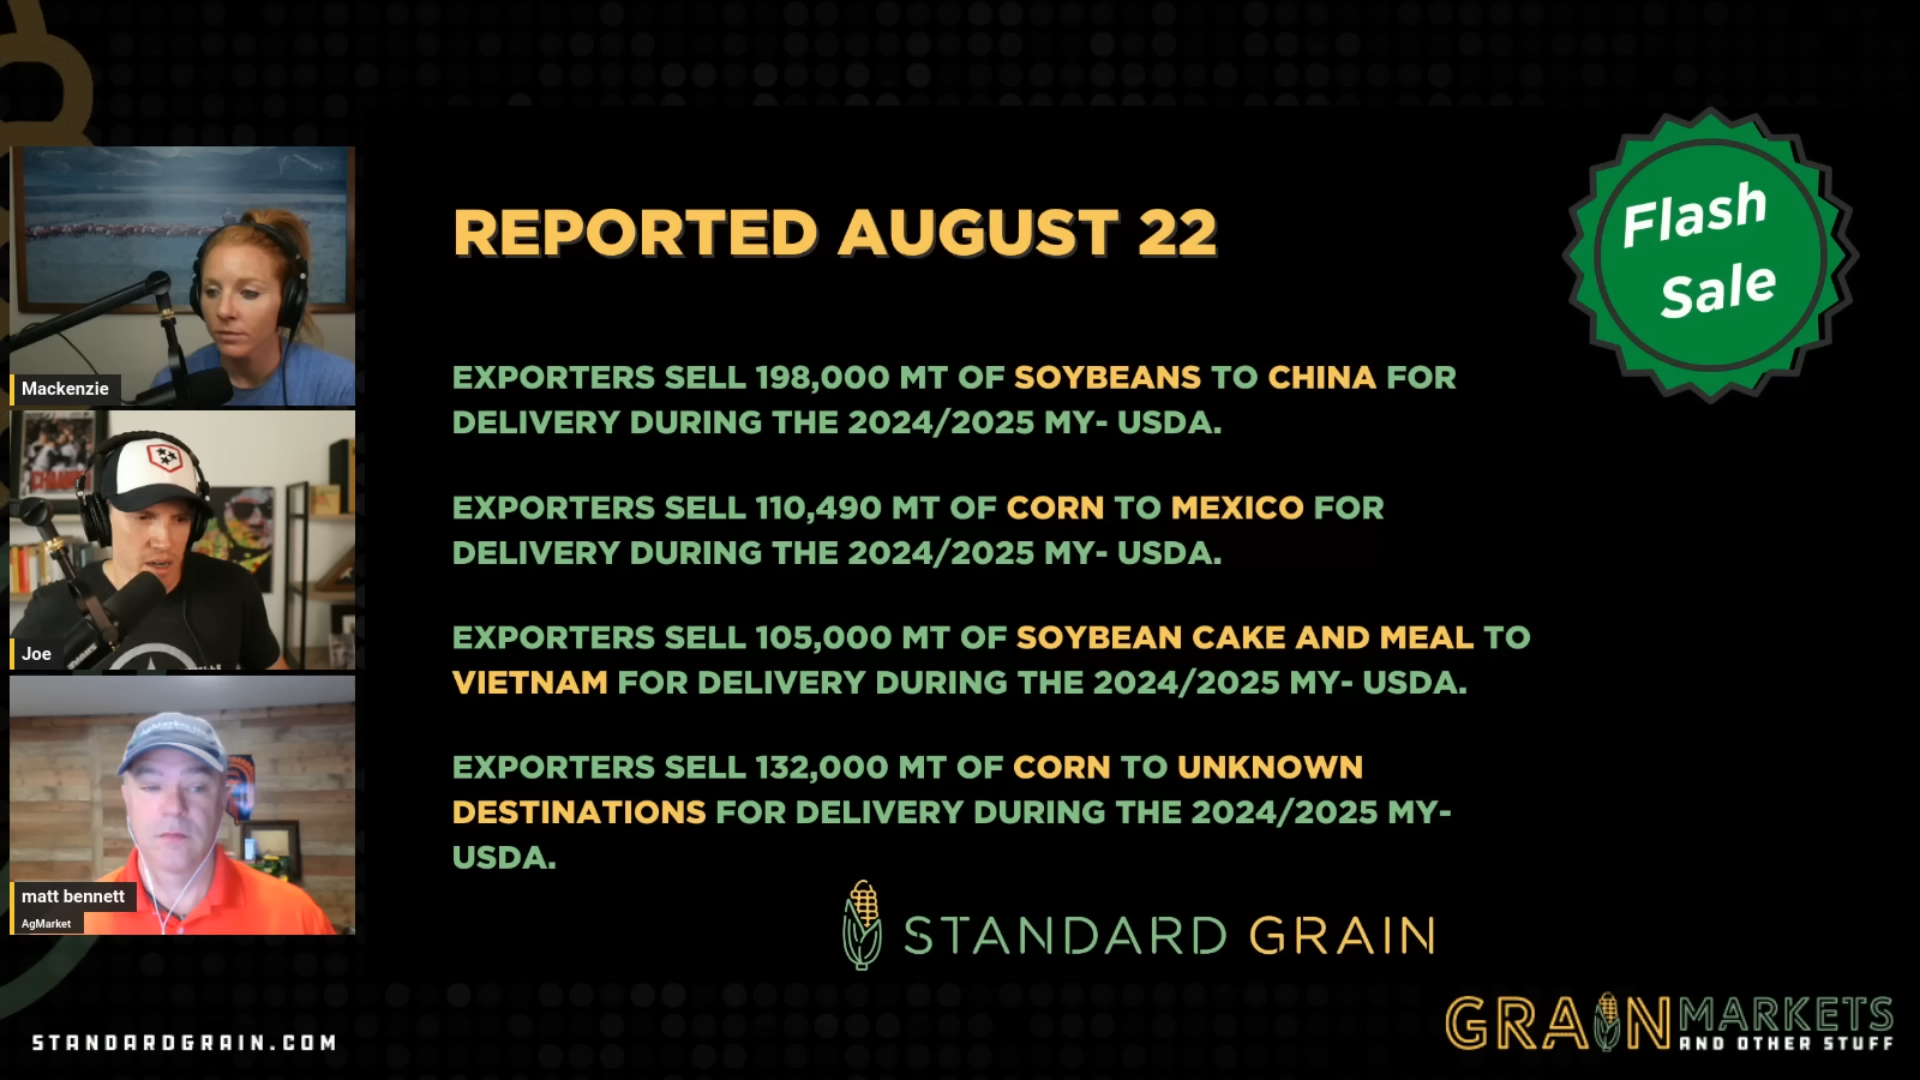 REPORTED AUGUST 22
Flash
Sale
EXPORTERS SELL 198,000 MT OF SOYBEANS TO CHINA FOR
DELIVERY DURING THE 2024/2025 MY- USDA.
EXPORTERS SELL 110,490 MT OF CORN TO MEXICO FOR
DELIVERY DURING THE 2024/2025 MY- USDA.
EXPORTERS SELL 105,000 MT OF SOYBEAN CAKE AND MEAL TO
VIETNAM FOR DELIVERY DURING THE 2024/2025 MY- USDA.
EXPORTERS SELL 132,000 MT OF CORN TO UNKNOWN
DESTINATIONS FOR DELIVERY DURING THE 2024/2025 MY-
USDA.
Mackenzie
Joe
matt bennett
AgMarket
STANDARD GRAIN
STANDARDGRAIN.COM
GRAIN MARKETS
AND OTHER STUFF